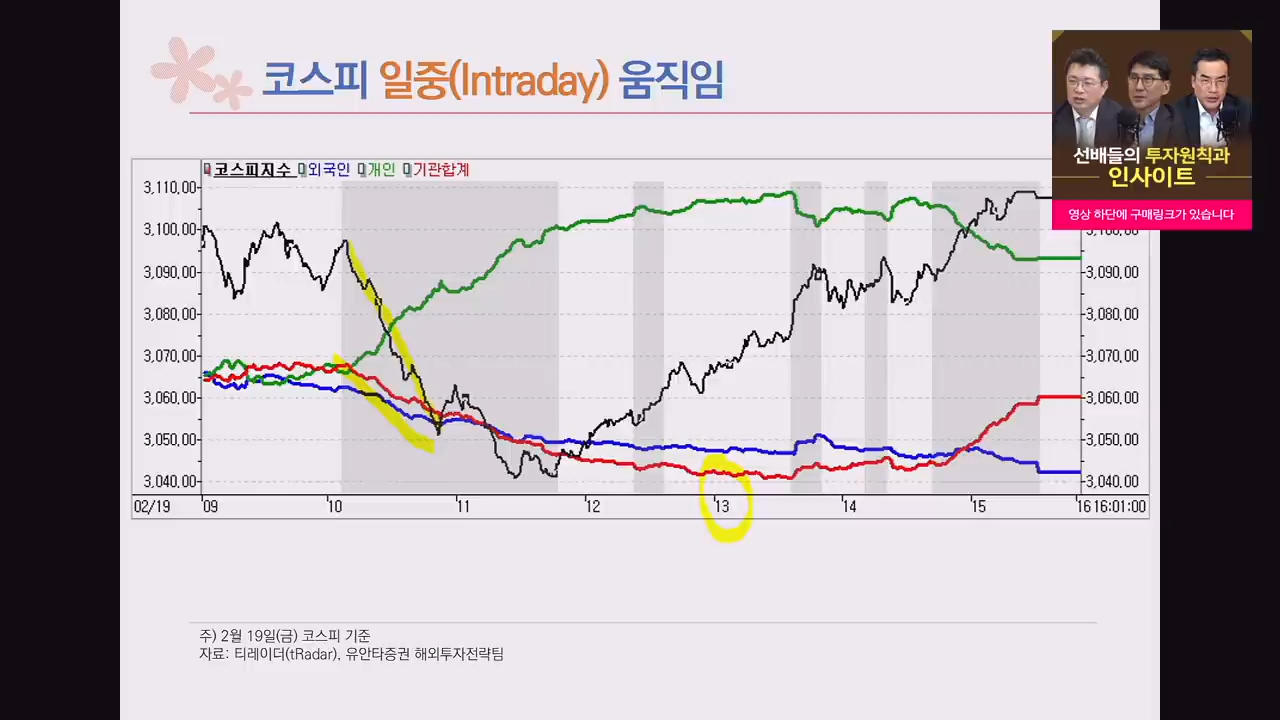 코스피 일중(Intraday) 움직임
선배들의 투자원칙과
인사이트
영상 하단에 구매링크가 있습니다
코스피지수 외국인 개인 기관합계
3,110,00
3,100,00 3,100,00
3,090,00 3,090,00
3,080,00 3,080,00
3,070,00 3,070,00
3,060,00 3,060,00
3,050,00 3,050,00
3,040,00 3,040,00
02/19 09 10 11 12 13 14 15 16 16:01:00
주) 2월 19일(금) 코스피 기준
자료: 티레이더(tRadar), 유안타증권 해외투자전략팀